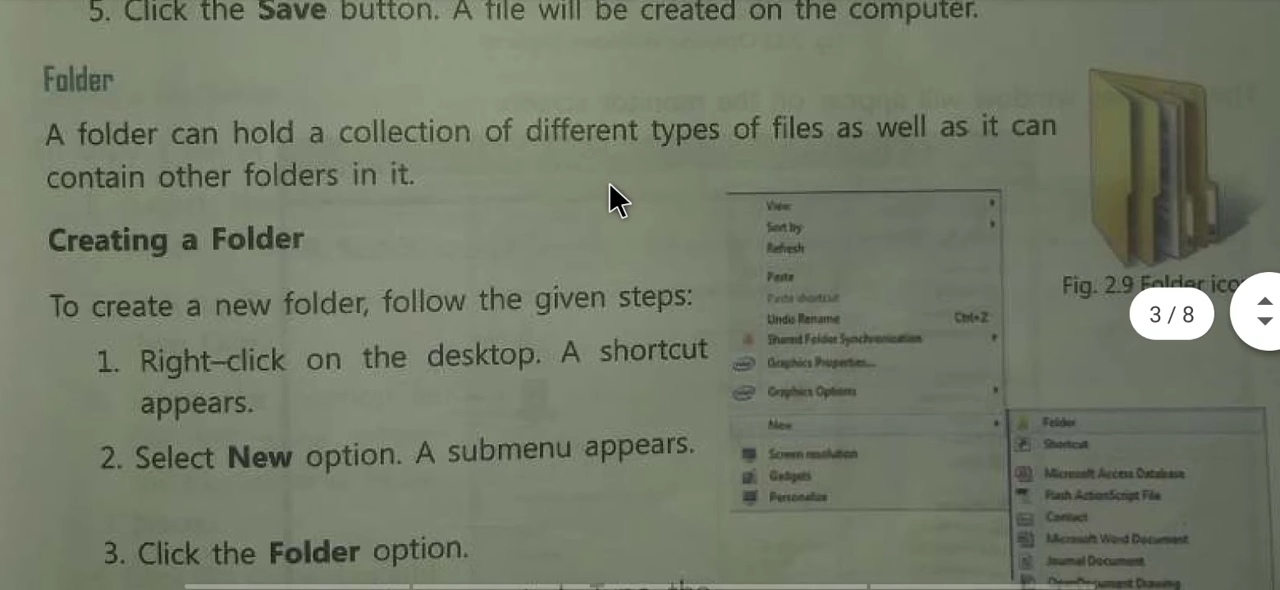 5. Click the Save button. A file will be created on the computer.
Folder
A folder can hold a collection of different types of files as well as it can
contain other folders in it.
Creating a Folder
To create a new folder, follow the given steps:
1. Right–click on the desktop. A shortcut
appears.
2. Select New option. A submenu appears.
3. Click the Folder option.
View
Sort by
Refresh
Paste
Paste shortcut
Undo Rename Ctrl+Z
Shared Folder Synchronization
Graphics Properties...
Graphics Options
New
Screen resolution
Gadgets
Personalize
Folder
Shortcut
Microsoft Access Database
Flash ActionScript File
Contact
Microsoft Word Document
Journal Document
OpenDocument Drawing
Fig. 2.9 Folder
3 / 8